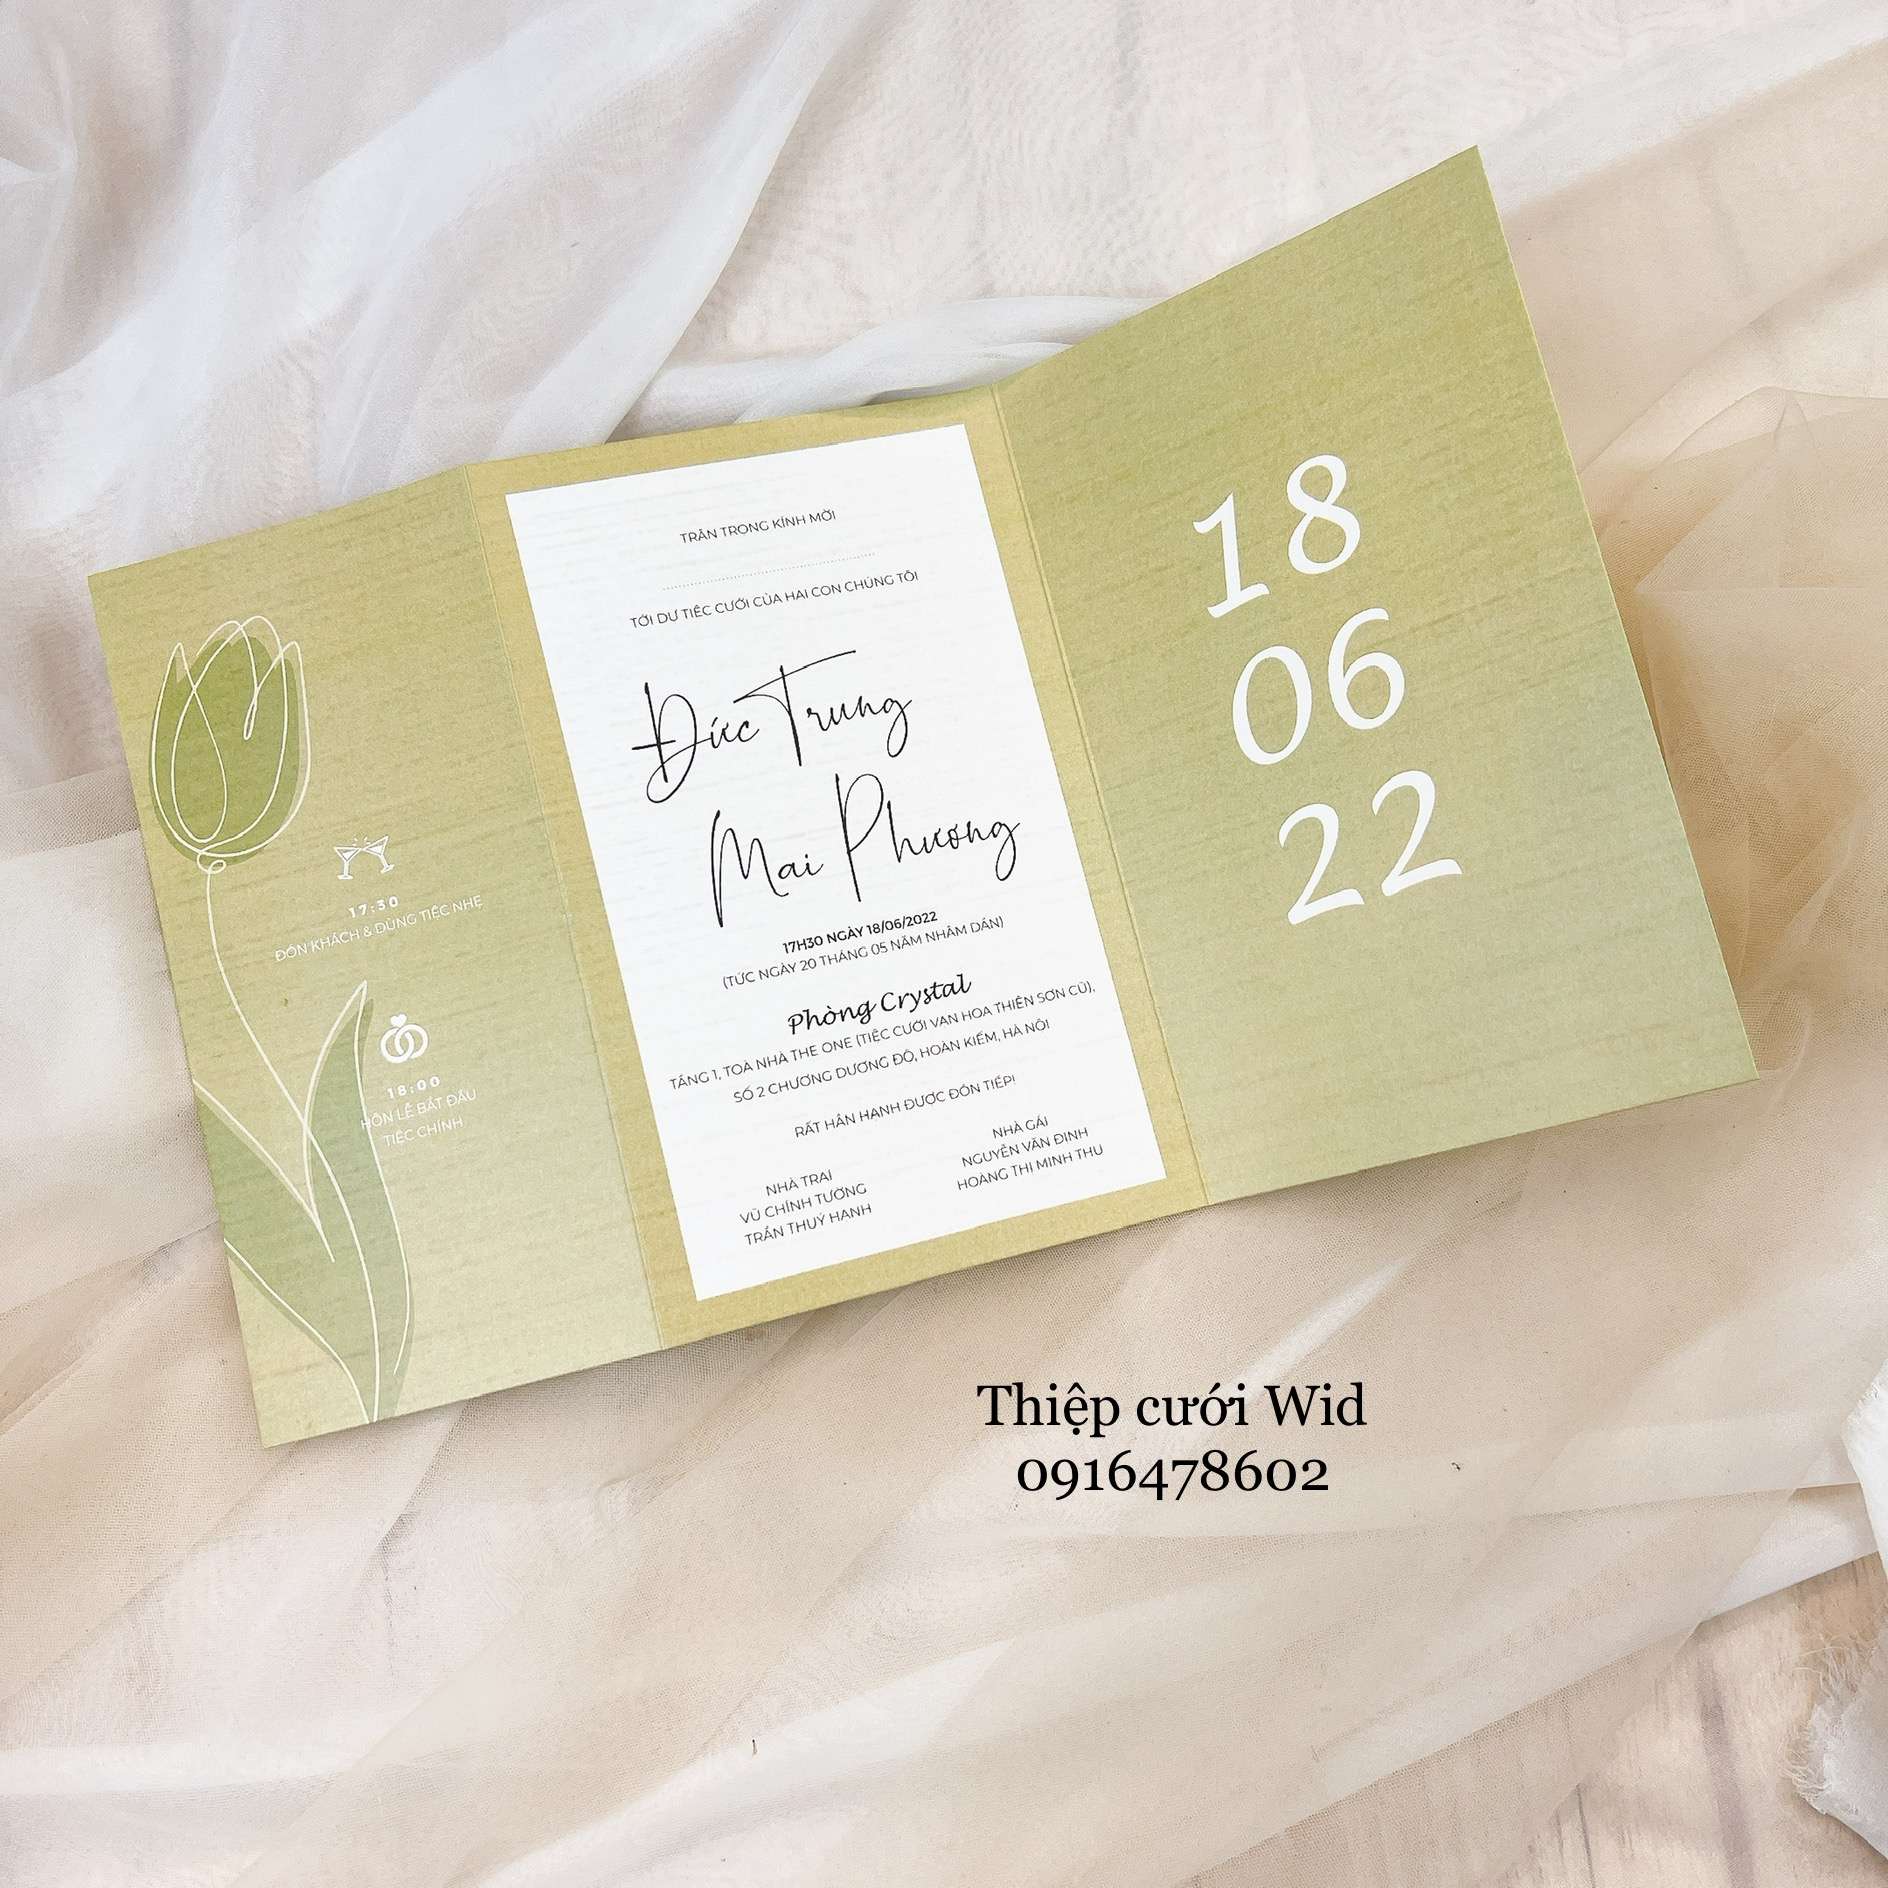 17:30
ĐÓN KHÁCH & DÙNG TIỆC NHẸ
18:00
HÔN LỄ BẮT ĐẦU
TIỆC CHÍNH
TRÂN TRỌNG KÍNH MỜI
TỚI DỰ TIỆC CƯỚI CỦA HAI CON CHÚNG TÔI
Đức Trung
Mai Phương
17H30 NGÀY 18/06/2022
(TỨC NGÀY 20 THÁNG 05 NĂM NHÂM DẦN)
Phòng Crystal
TẦNG 1, TOÀ NHÀ THE ONE (TIỆC CƯỚI VẠN HOA THIÊN SƠN CŨ),
SỐ 2 CHƯƠNG DƯƠNG ĐỘ, HOÀN KIẾM, HÀ NỘI
RẤT HÂN HẠNH ĐƯỢC ĐÓN TIẾP!
NHÀ TRAI
VŨ CHÍNH TƯỜNG
TRẦN THUÝ HẠNH
NHÀ GÁI
NGUYỄN VĂN ĐỊNH
HOÀNG THỊ MINH THU
18
06
22
Thiệp cưới Wid
0916478602